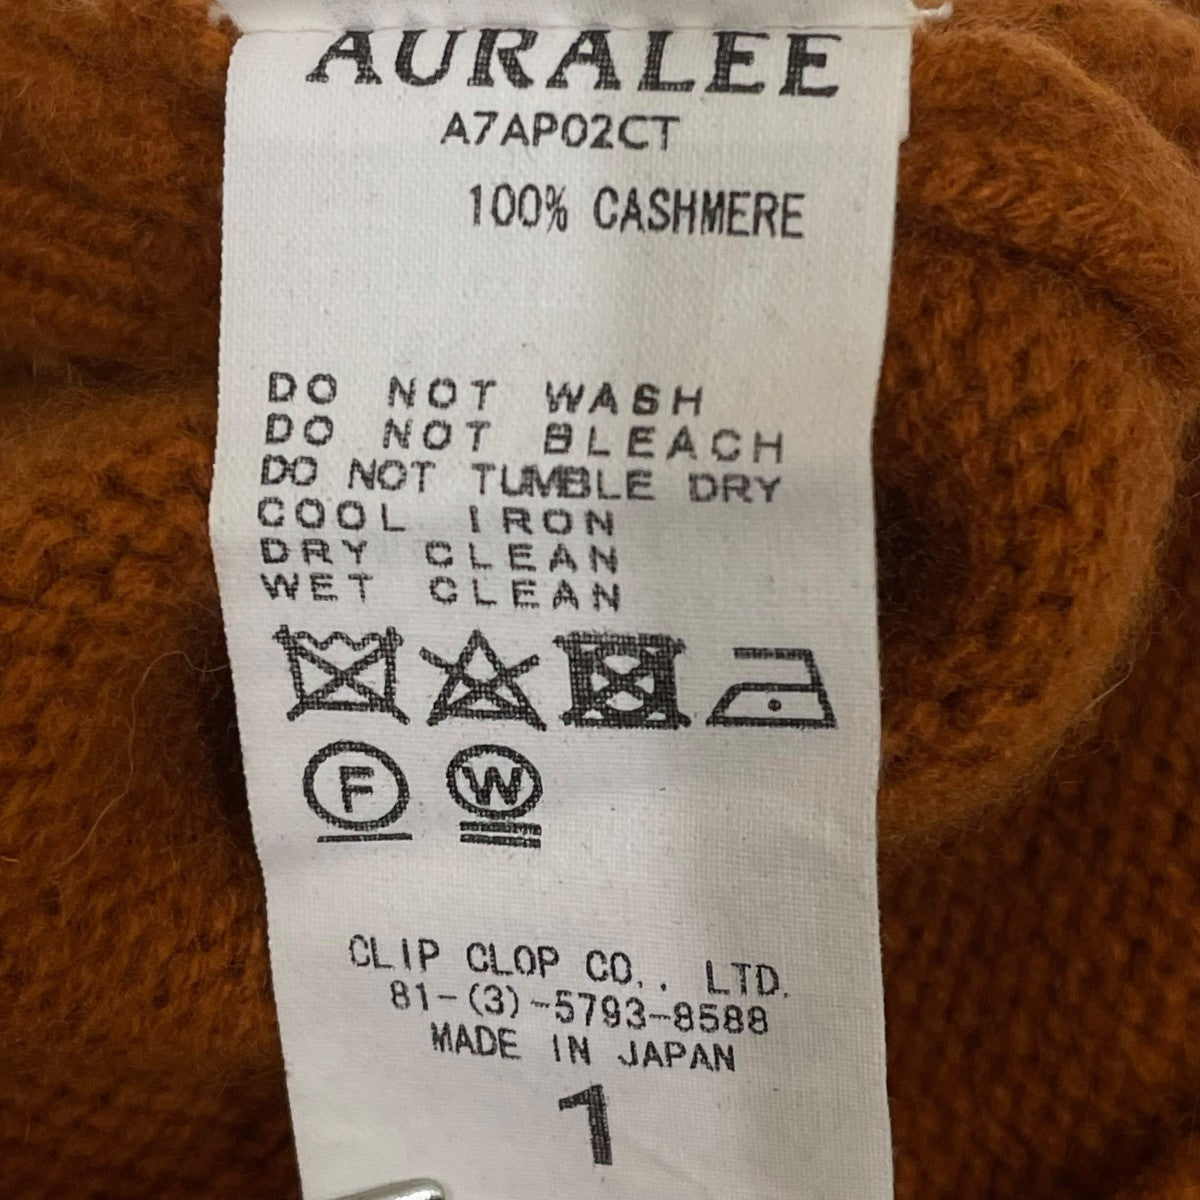 AURALEE
A7AP02CT
100% CASHMERE
DO NOT WASH
DO NOT BLEACH
DO NOT TUMBLE DRY
COOL IRON
DRY CLEAN
WET CLEAN
F W
CLIP CLOP CO., LTD.
81-(3)-5793-8588
MADE IN JAPAN
1